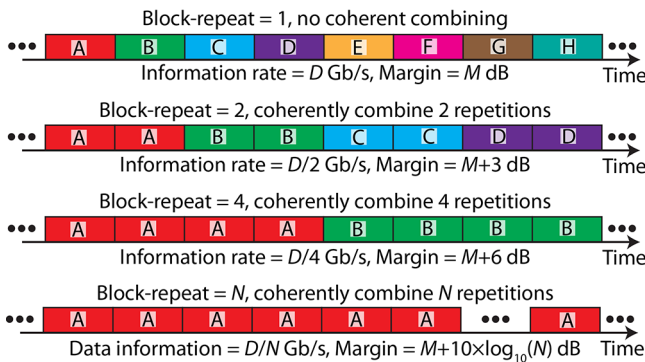 Block-repeat = 1, no coherent combining
••• A B C D E F G H •••
Information rate = D Gb/s, Margin = M dB Time
Block-repeat = 2, coherently combine 2 repetitions
••• A A B B C C D D •••
Information rate = D/2 Gb/s, Margin = M+3 dB Time
Block-repeat = 4, coherently combine 4 repetitions
••• A A A A B B B B •••
Information rate = D/4 Gb/s, Margin = M+6 dB Time
Block-repeat = N, coherently combine N repetitions
••• A A A A A A ••• A •••
Data information = D/N Gb/s, Margin = M+10×log10(N) dB Time